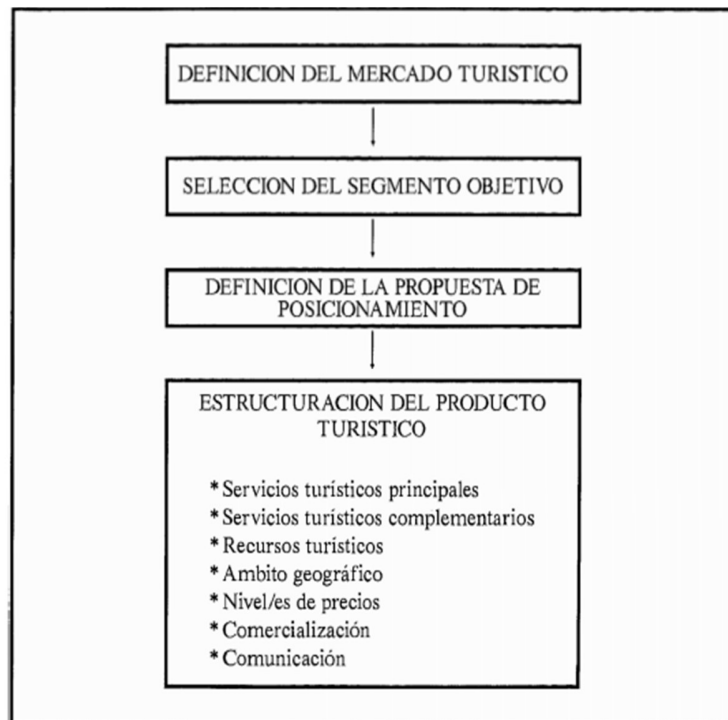 DEFINICION DEL MERCADO TURISTICO
SELECCION DEL SEGMENTO OBJETIVO
DEFINICION DE LA PROPUESTA DE
POSICIONAMIENTO
ESTRUCTURACION DEL PRODUCTO
TURISTICO
* Servicios turísticos principales
* Servicios turísticos complementarios
* Recursos turísticos
* Ambito geográfico
* Nivel/es de precios
* Comercialización
* Comunicación